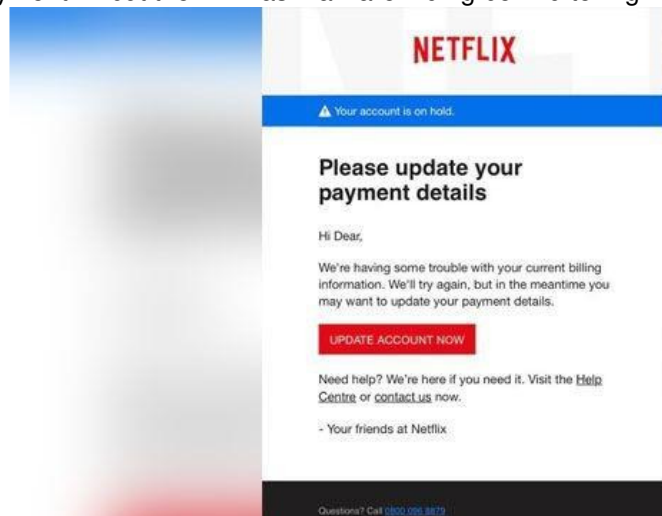 NETFLIX
Your account is on hold.
Please update your
payment details
Hi Dear,
We're having some trouble with your current billing
information. We'll try again, but in the meantime you
may want to update your payment details.
UPDATE ACCOUNT NOW
Need help? We're here if you need it. Visit the Help
Centre or contact us now.
- Your friends at Netflix
Questions? Call 0800 096 8879